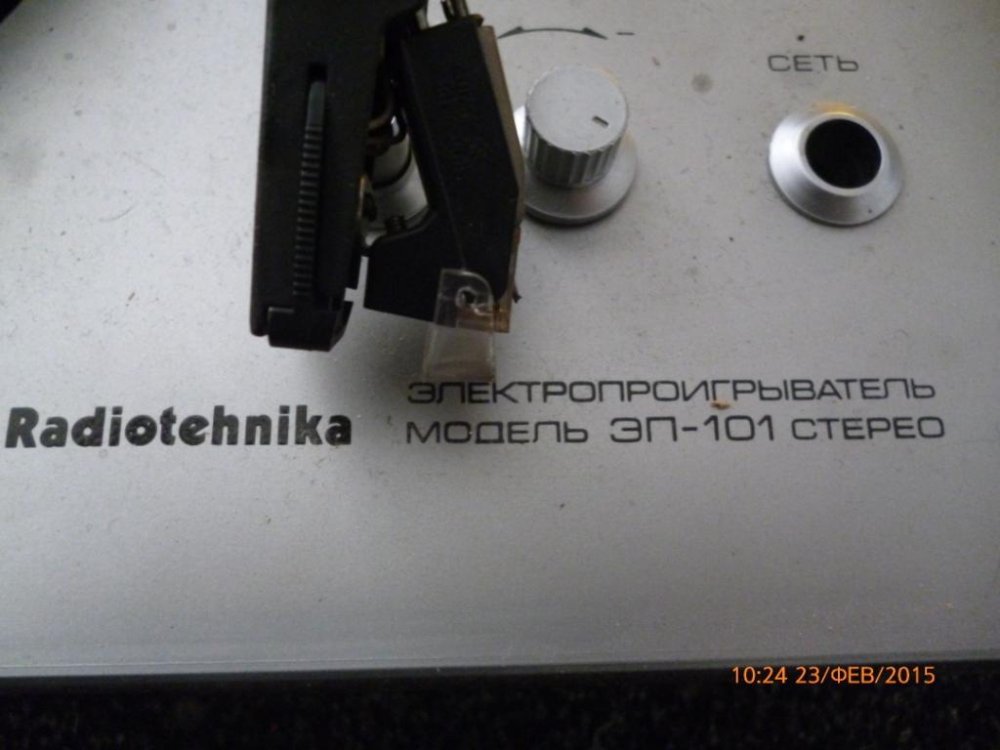 СЕТЬ
Radiotehnika
ЭЛЕКТРОПРОИГРЫВАТЕЛЬ
МОДЕЛЬ ЭП-101 СТЕРЕО
10:24 23/ФЕВ/2015